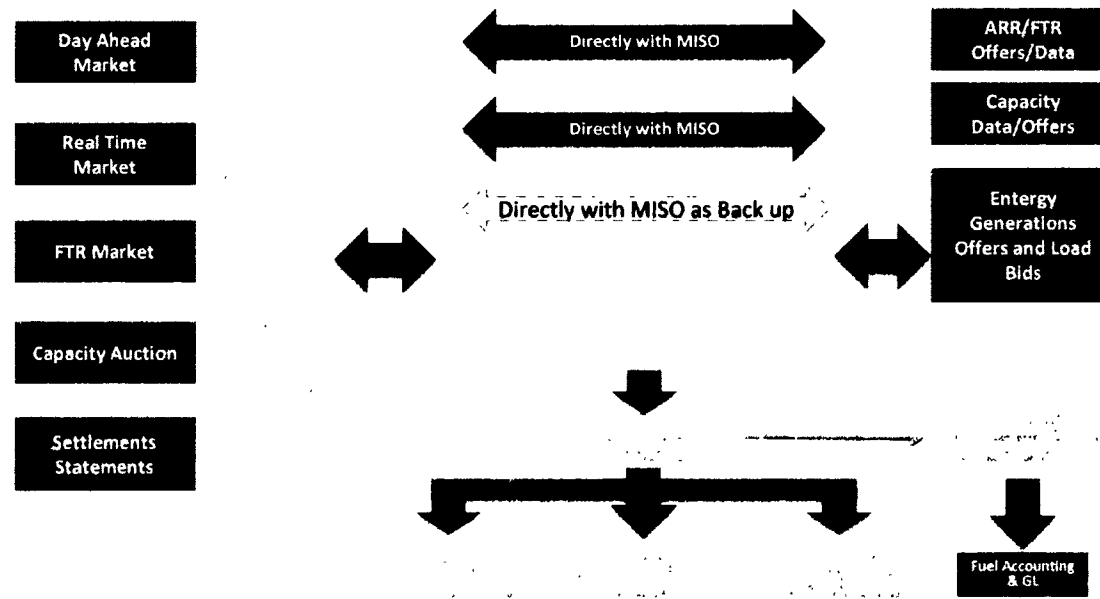 Day Ahead
Market
Directly with MISO
ARR/FTR
Offers/Data
Real Time
Market
Directly with MISO
Capacity
Data/Offers
Directly with MISO as Back up
FTR Market
Entergy
Generations
Offers and Load
Bids
Capacity Auction
Settlements
Statements
Fuel Accounting
& GL